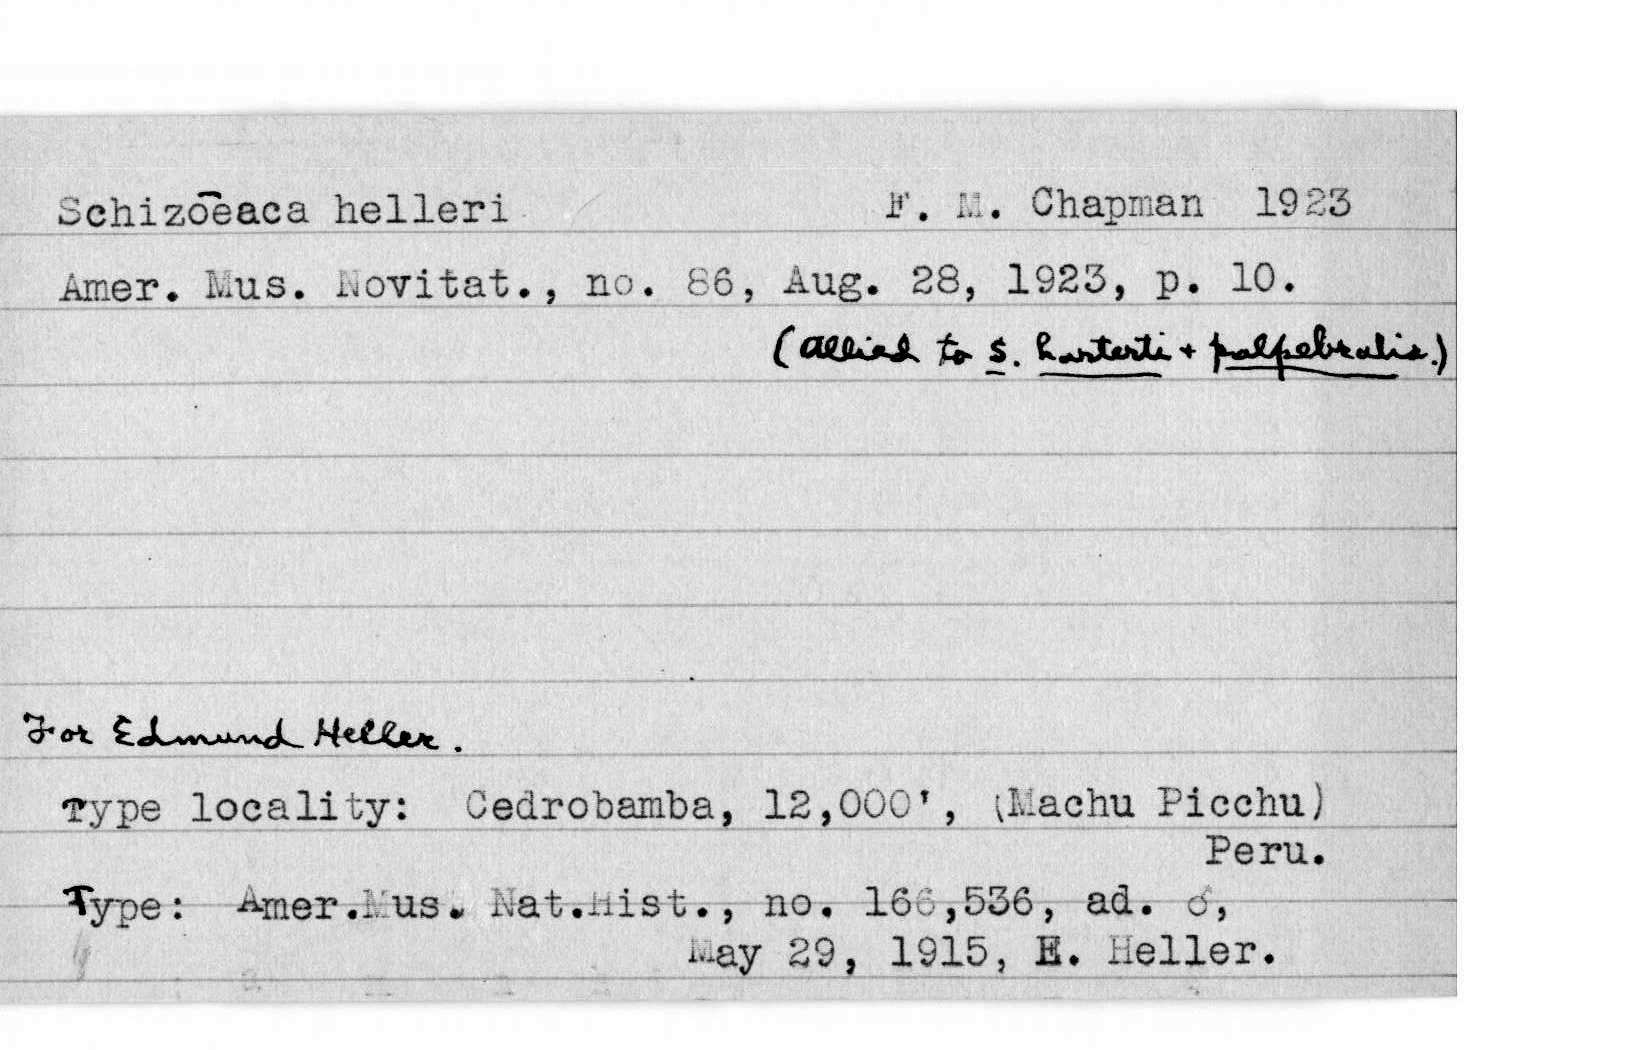 Schizōeaca helleri F. M. Chapman 1923
Amer. Mus. Novitat., no. 86, Aug. 28, 1923, p. 10.
(allied to S. harterti + palpebralis.)
For Edmund Heller.
Type locality: Cedrobamba, 12,000', (Machu Picchu)
Peru.
Type: Amer.Mus. Nat.Hist., no. 166,536, ad. ♂,
May 29, 1915, E. Heller.